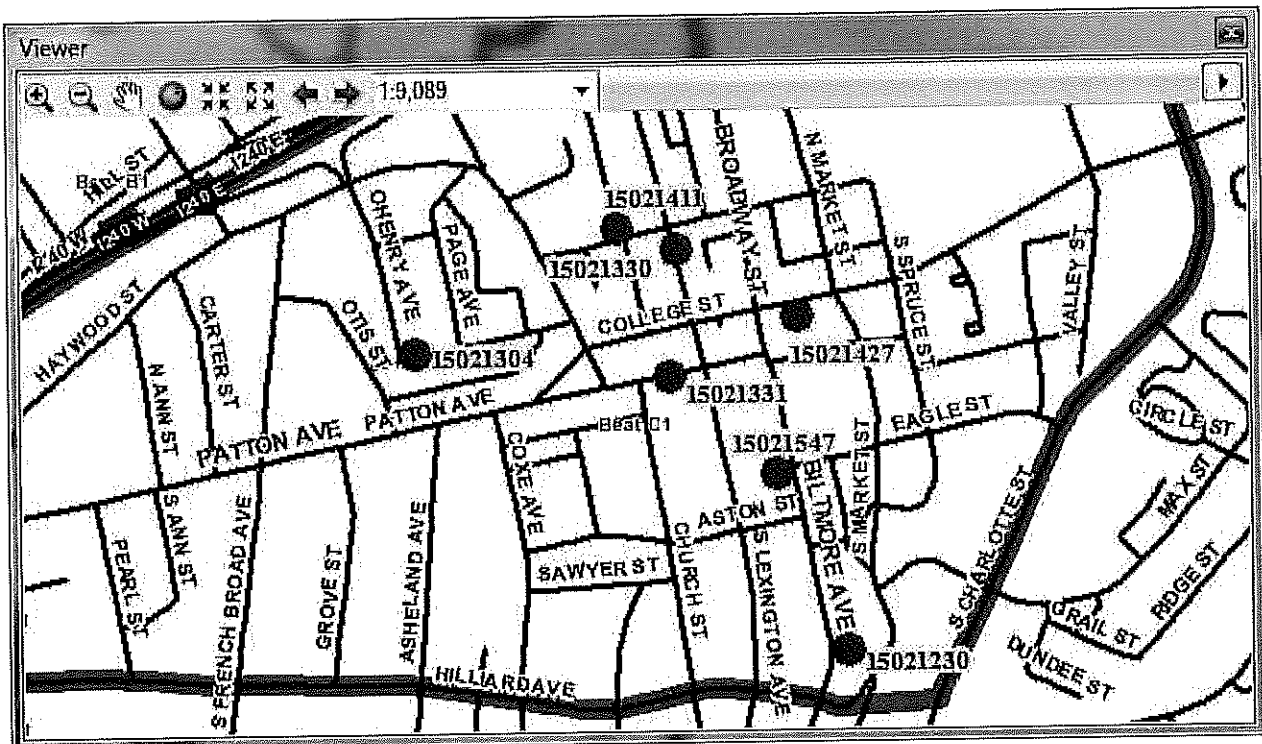 Viewer
1:9,089
BROADWAY ST
N MARKET ST
1240 E
1240 E
1240 W
HAYWOOD ST
CARTER ST
N ANN ST
OTIS ST
OHENRY AVE
PAGE AVE
15021411
15021330
15021304
COLLEGE ST
S SPRUCE ST
VALLEY ST
15021427
15021331
PATTON AVE
PATTON AVE
Beat C1
15021547
EAGLE ST
CIRCLE ST
MAX ST
COXE AVE
ASTON ST
BILTMORE AVE
S MARKET ST
S CHARLOTTE ST
PEARL ST
S ANN ST
S FRENCH BROAD AVE
GROVE ST
ASHELAND AVE
SAWYER ST
CHURCH ST
S LEXINGTON AVE
GRAIL ST
RIDGE ST
DUNDEE ST
15021230
HILLIARD AVE